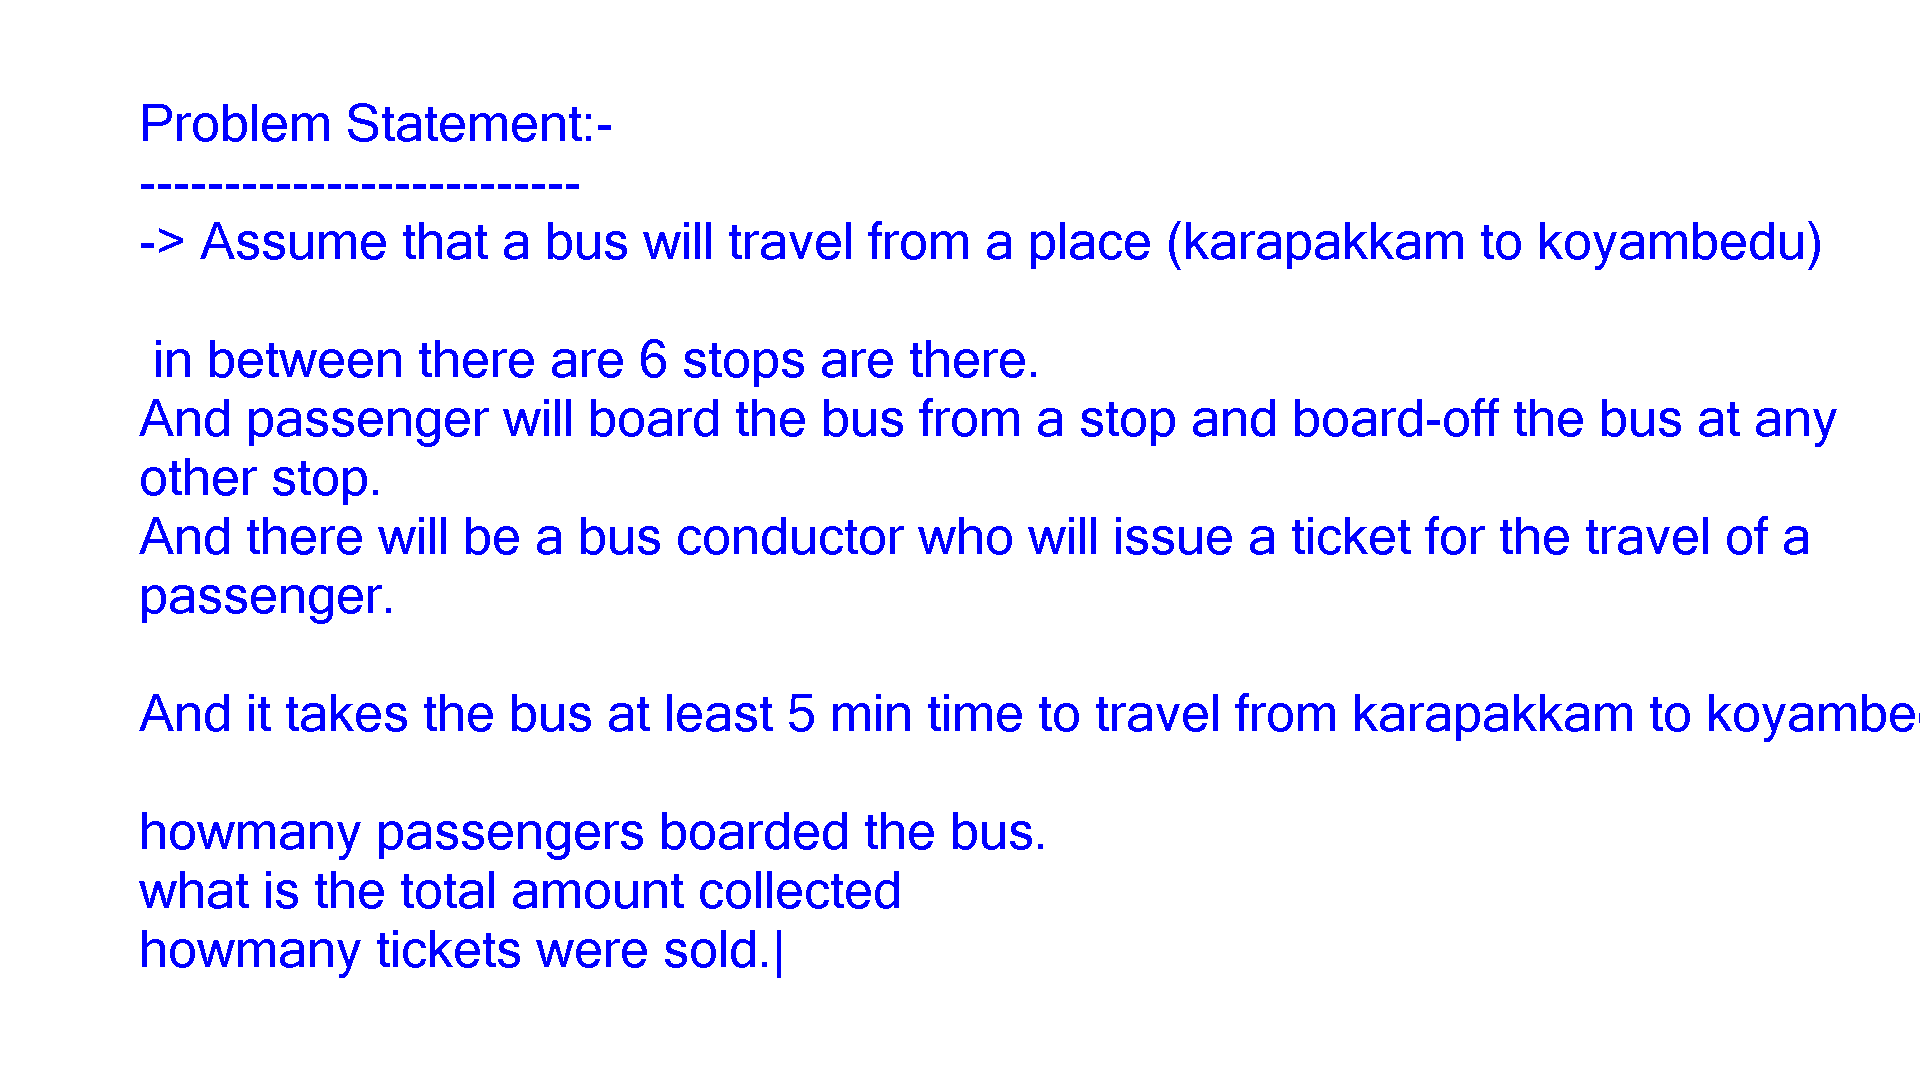 Problem Statement:-
--------------------------
-> Assume that a bus will travel from a place (karapakkam to koyambedu)
in between there are 6 stops are there.
And passenger will board the bus from a stop and board-off the bus at any
other stop.
And there will be a bus conductor who will issue a ticket for the travel of a
passenger.
And it takes the bus at least 5 min time to travel from karapakkam to koyambe
howmany passengers boarded the bus.
what is the total amount collected
howmany tickets were sold.